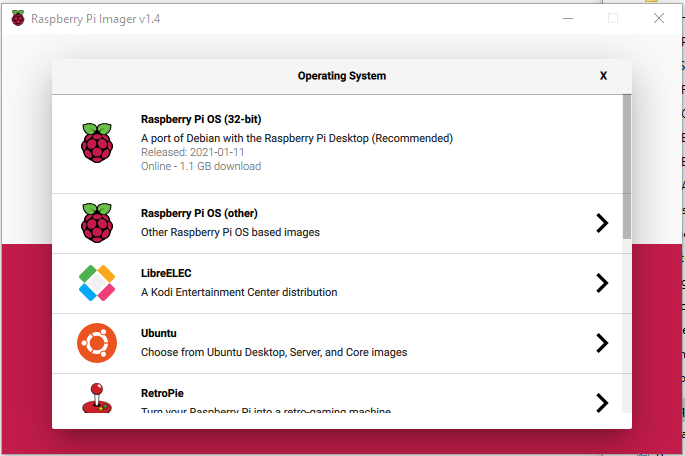 Raspberry Pi Imager v1.4
Operating System
X
Raspberry Pi OS (32-bit)
A port of Debian with the Raspberry Pi Desktop (Recommended)
Released: 2021-01-11
Online - 1.1 GB download
Raspberry Pi OS (other)
Other Raspberry Pi OS based images
LibreELEC
A Kodi Entertainment Center distribution
Ubuntu
Choose from Ubuntu Desktop, Server, and Core images
RetroPie
Turn your Raspberry Pi into a retro-gaming machine